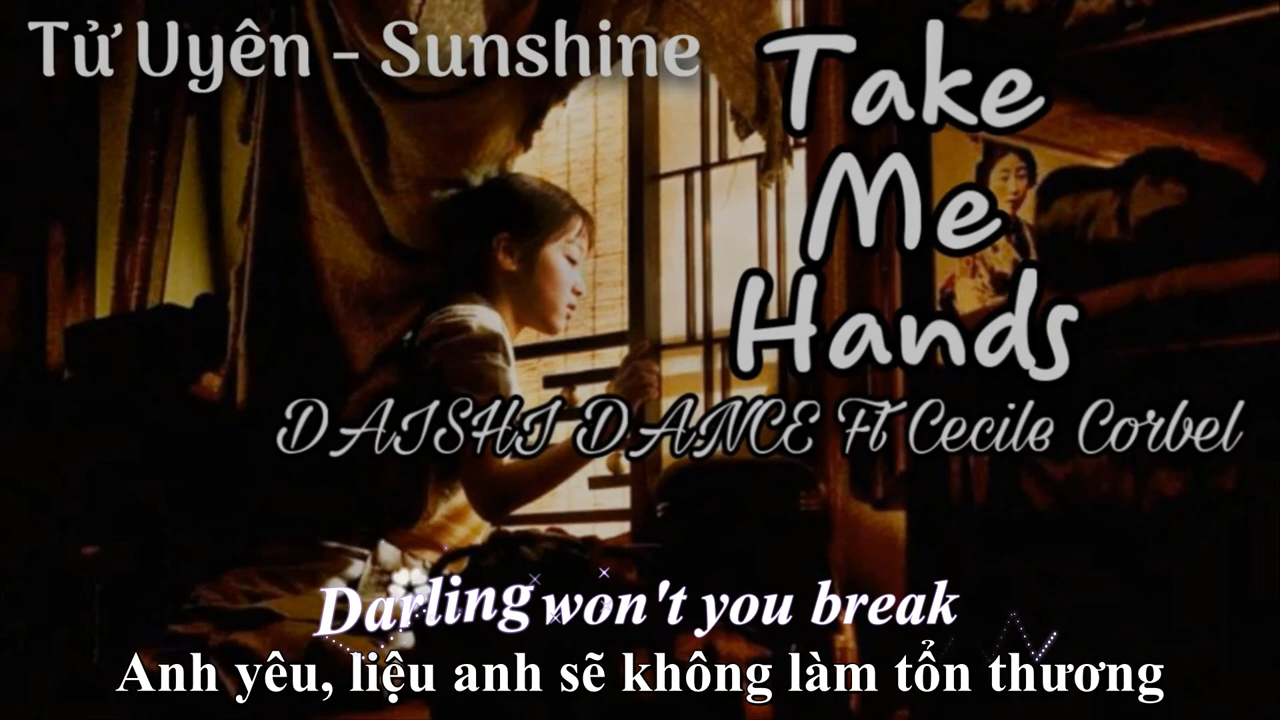 Tử Uyên - Sunshine
Take
Me
Hands
DAISHI DANCE Ft Cecile Corbel
Darling won't you break
Anh yêu, liệu anh sẽ không làm tổn thương